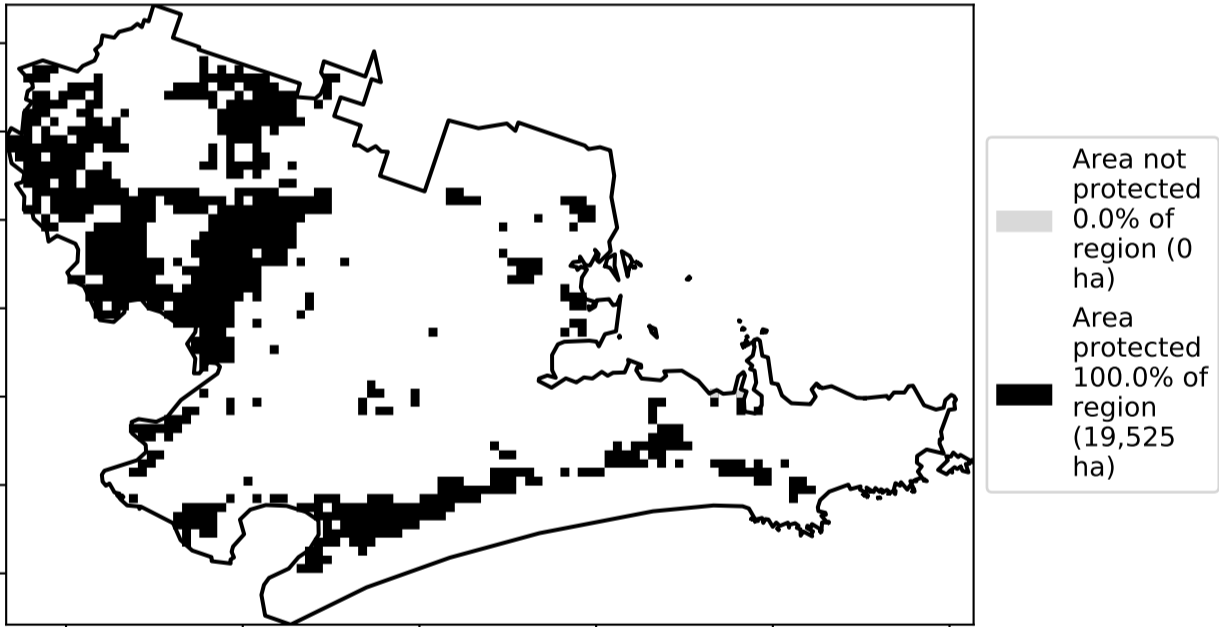 Area not
protected
0.0% of
region (0
ha)
Area
protected
100.0% of
region
(19,525
ha)